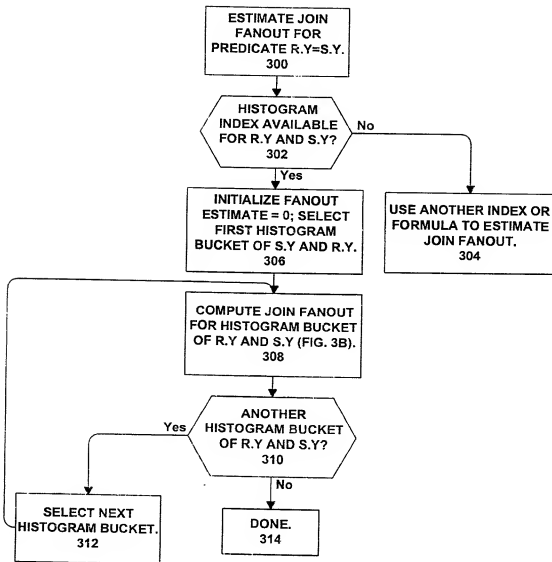 ESTIMATE JOIN
FANOUT FOR
PREDICATE R.Y=S.Y.
300
HISTOGRAM
INDEX AVAILABLE
FOR R.Y AND S.Y?
302
No
Yes
INITIALIZE FANOUT
ESTIMATE = 0; SELECT
FIRST HISTOGRAM
BUCKET OF S.Y AND R.Y.
306
USE ANOTHER INDEX OR
FORMULA TO ESTIMATE
JOIN FANOUT.
304
COMPUTE JOIN FANOUT
FOR HISTOGRAM BUCKET
OF R.Y AND S.Y (FIG. 3B).
308
ANOTHER
HISTOGRAM BUCKET
OF R.Y AND S.Y?
310
Yes
No
SELECT NEXT
HISTOGRAM BUCKET.
312
DONE.
314